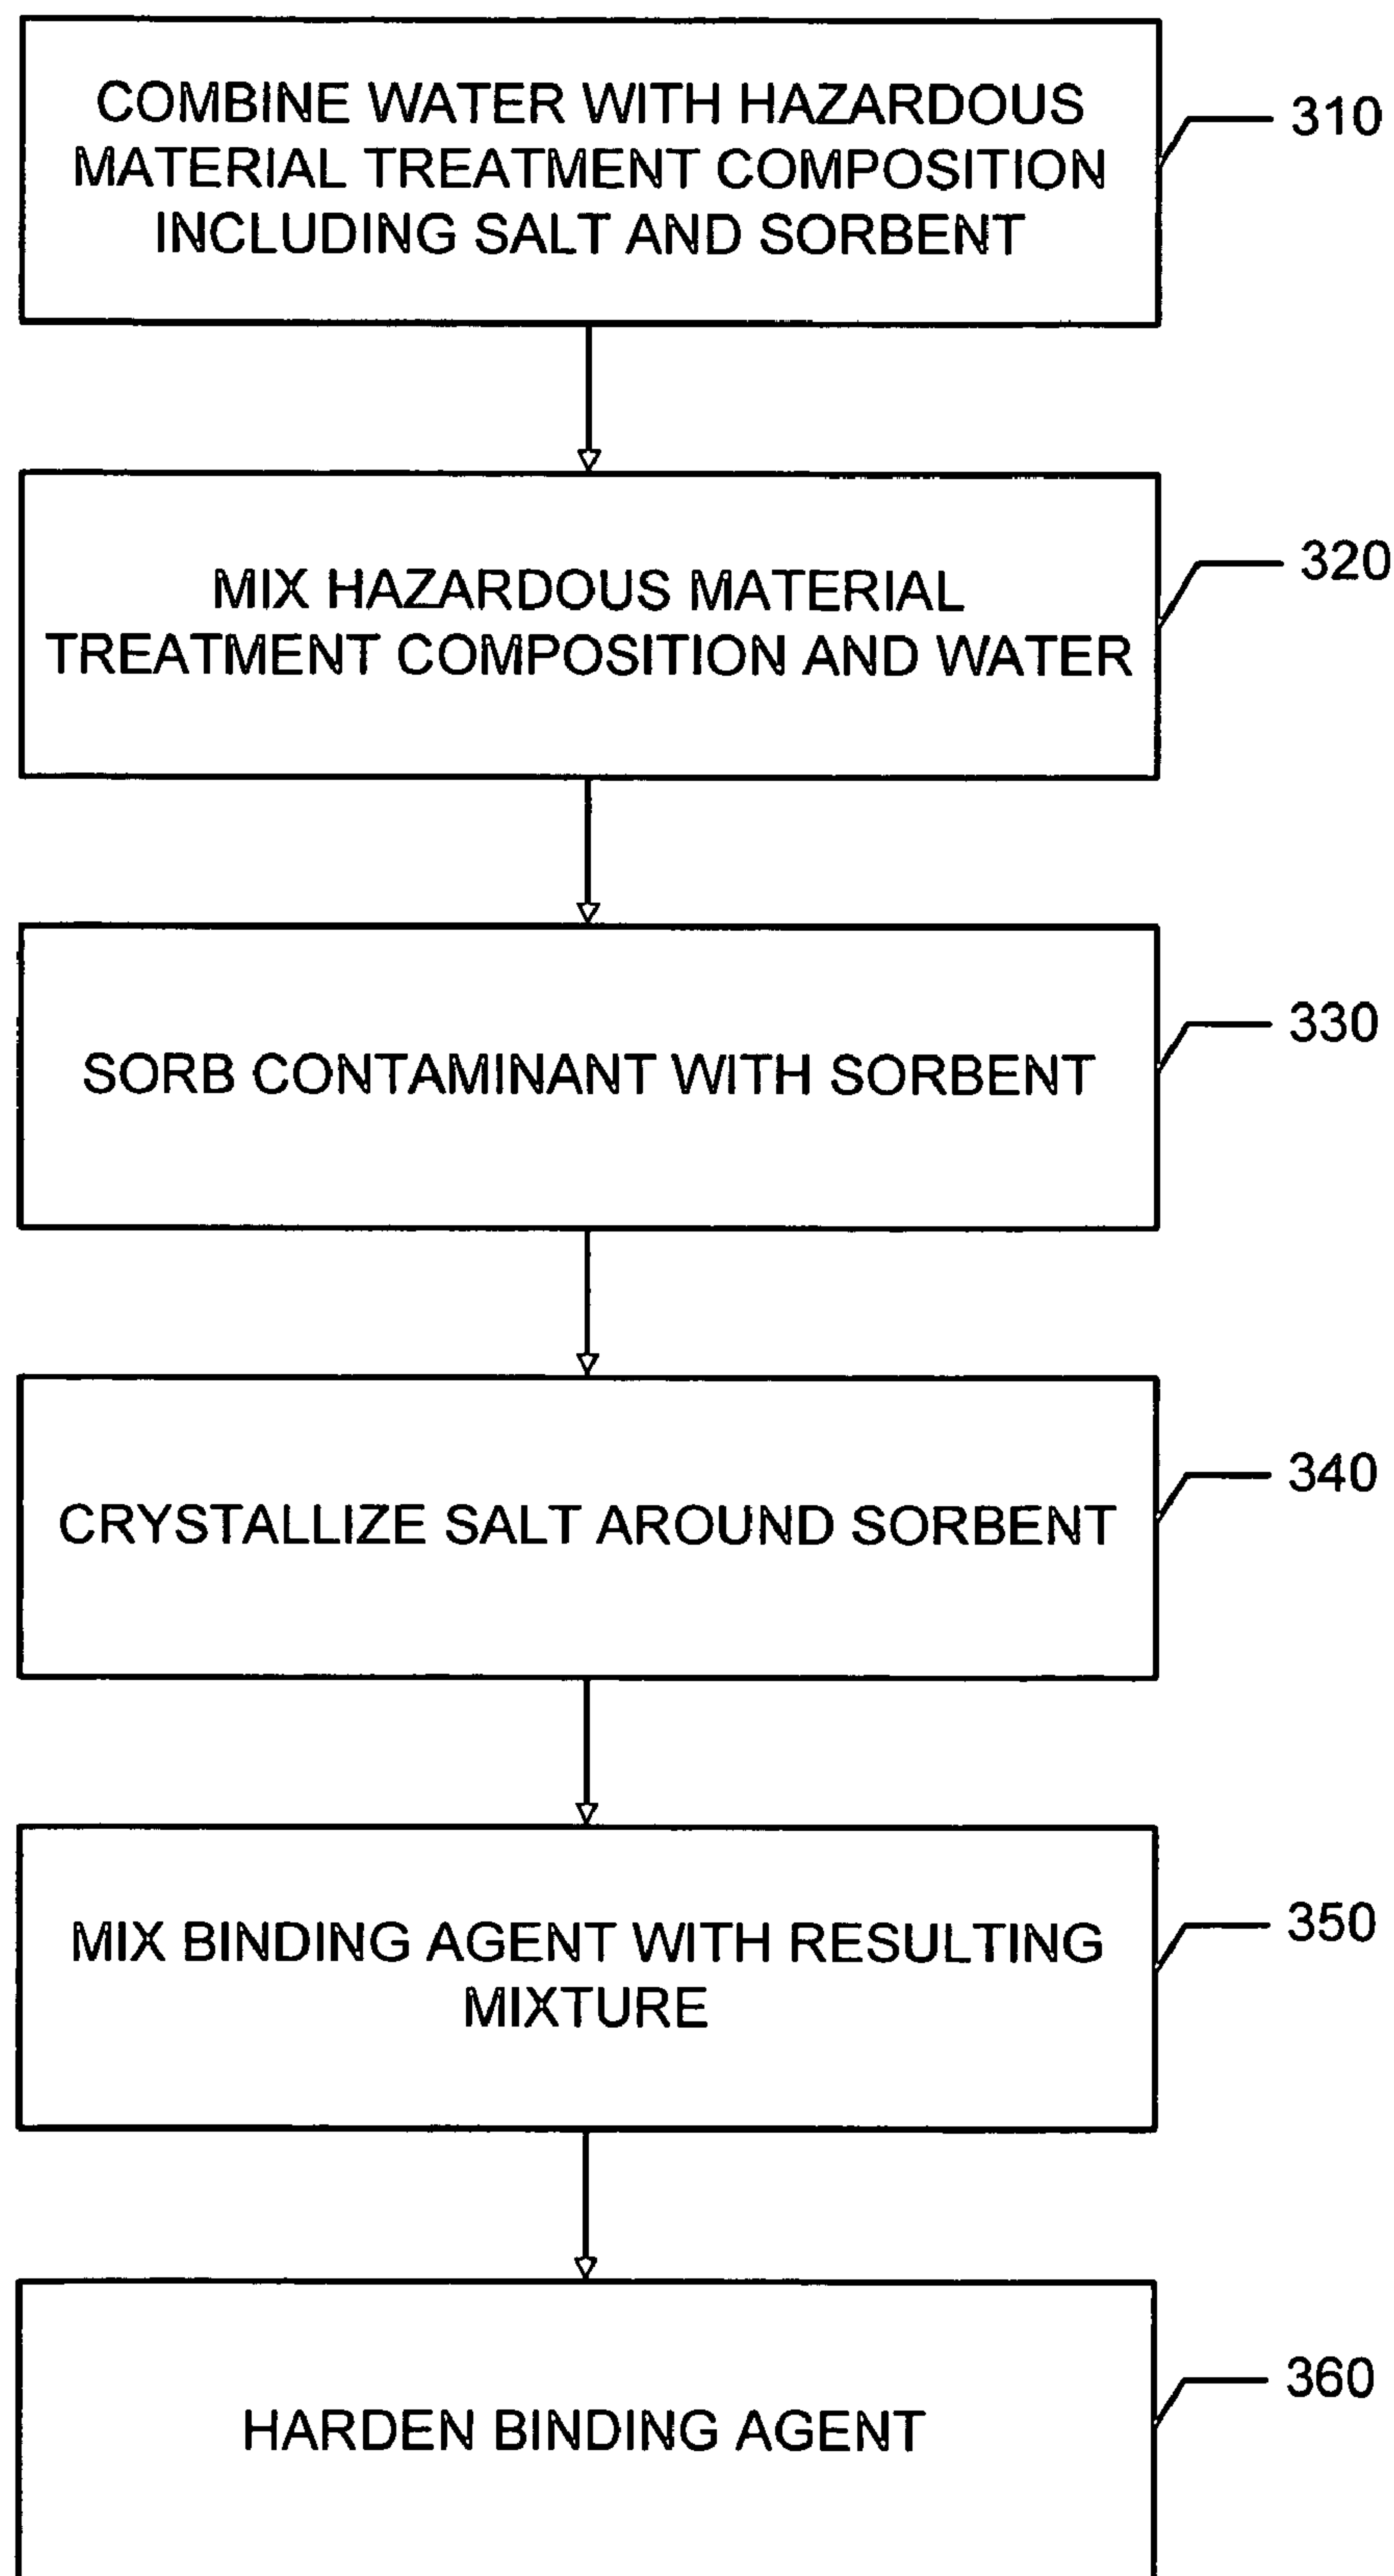 COMBINE WATER WITH HAZARDOUS
MATERIAL TREATMENT COMPOSITION
INCLUDING SALT AND SORBENT
310
MIX HAZARDOUS MATERIAL
TREATMENT COMPOSITION AND WATER
320
SORB CONTAMINANT WITH SORBENT
330
CRYSTALLIZE SALT AROUND SORBENT
340
MIX BINDING AGENT WITH RESULTING
MIXTURE
350
HARDEN BINDING AGENT
360